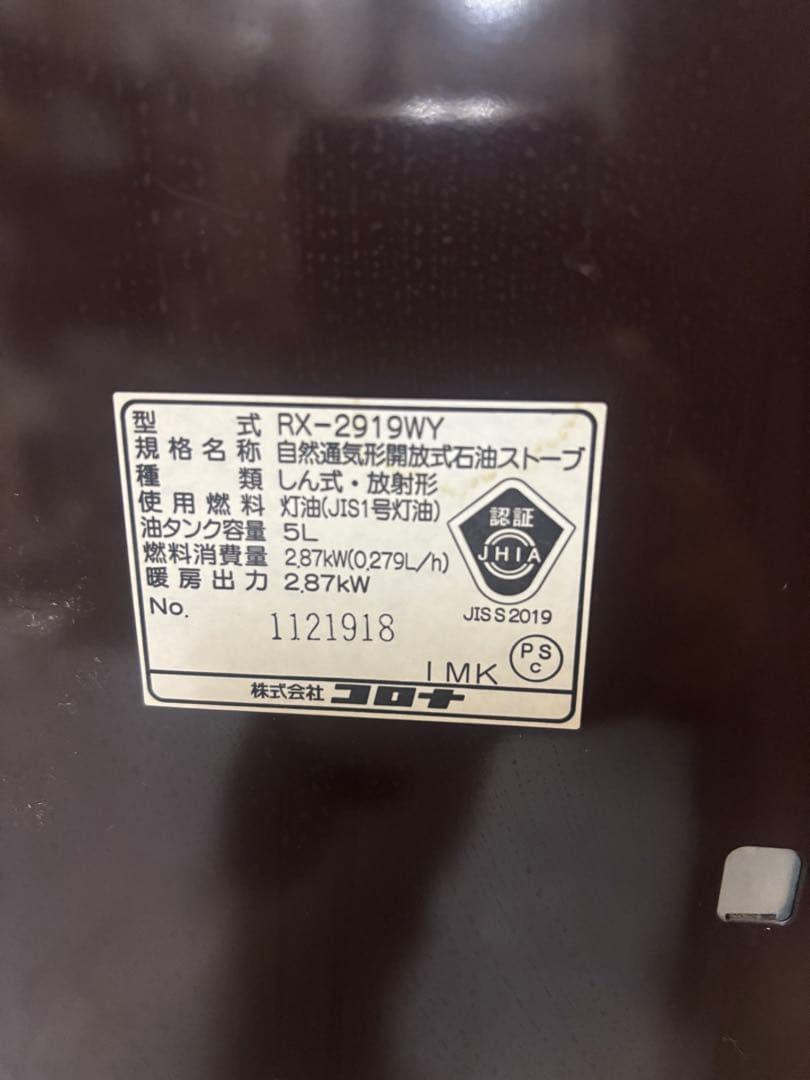 型式 RX-2919WY
規格名称 自然通気形開放式石油ストーブ
種類 しん式・放射形
使用燃料 灯油(JIS1号灯油)
油タンク容量 5L
燃料消費量 2.87kW(0.279L/h)
暖房出力 2.87kW
認証
JHIA
JIS S 2019
No. 1121918
1MK
PS
C
株式会社 コロナ